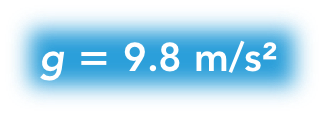 g = 9.8 m/s²